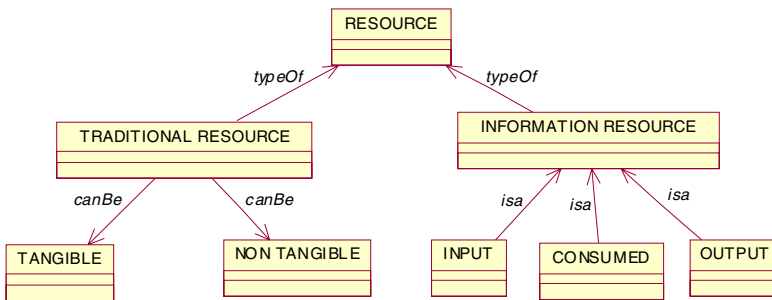 RESOURCE
typeOf
typeOf
TRADITIONAL RESOURCE
INFORMATION RESOURCE
canBe
canBe
isa
isa
isa
TANGIBLE
NON TANGIBLE
INPUT
CONSUMED
OUTPUT